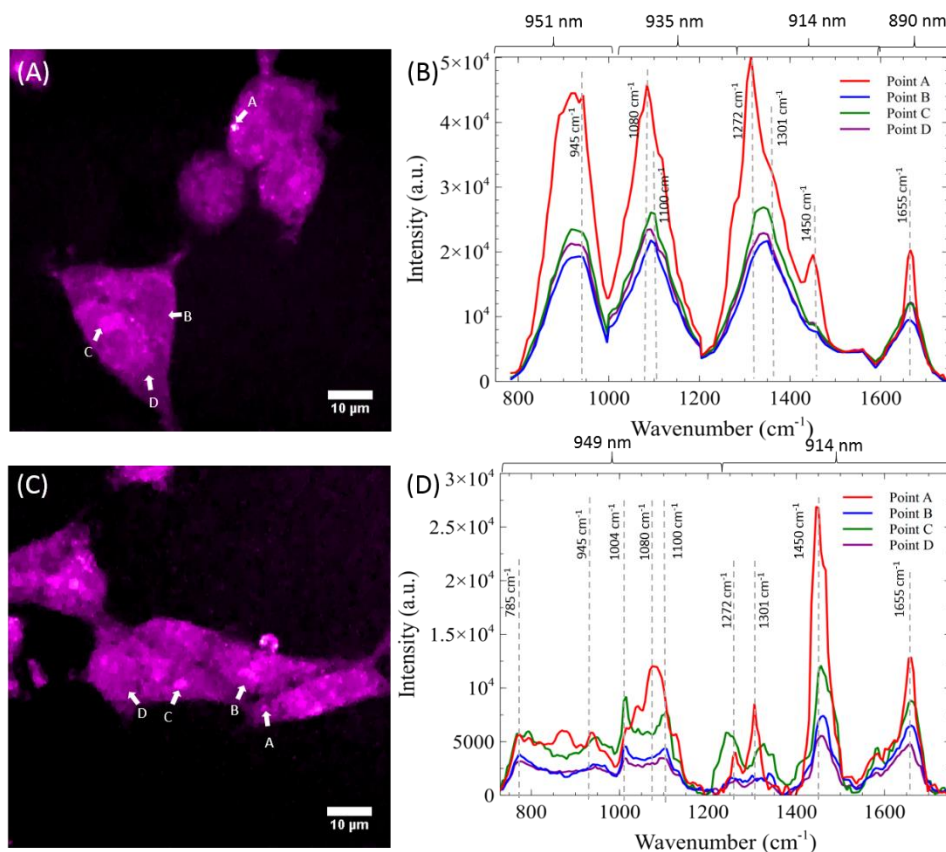 951 nm 935 nm 914 nm 890 nm
(A)
A
B
C
D
10 µm
(B)
5×10⁴
4×10⁴
3×10⁴
2×10⁴
1×10⁴
0
Intensity (a.u.)
945 cm⁻¹
1080 cm⁻¹
1100 cm⁻¹
1272 cm⁻¹
1301 cm⁻¹
1450 cm⁻¹
1655 cm⁻¹
Point A
Point B
Point C
Point D
800 1000 1200 1400 1600
Wavenumber (cm⁻¹)
949 nm 914 nm
(C)
D
C
B
A
10 µm
(D)
3×10⁴
2.5×10⁴
2×10⁴
1.5×10⁴
1×10⁴
5000
0
Intensity (a.u.)
785 cm⁻¹
945 cm⁻¹
1004 cm⁻¹
1080 cm⁻¹
1100 cm⁻¹
1272 cm⁻¹
1301 cm⁻¹
1450 cm⁻¹
1655 cm⁻¹
Point A
Point B
Point C
Point D
800 1000 1200 1400 1600
Wavenumber (cm⁻¹)